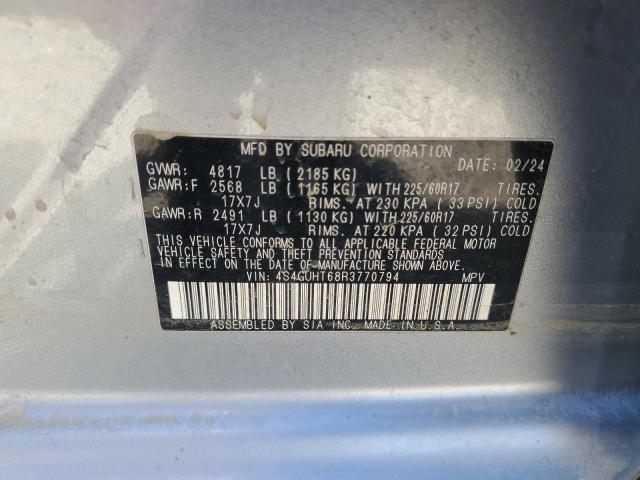 MFD BY SUBARU CORPORATION
GVWR: 4817 LB (2185 KG) DATE: 02/24
GAWR:F 2568 LB (1165 KG) WITH 225/60R17 TIRES.
17X7J RIMS. AT 230 KPA (33 PSI) COLD
GAWR:R 2491 LB (1130 KG) WITH 225/60R17 TIRES.
17X7J RIMS. AT 220 KPA (32 PSI) COLD
THIS VEHICLE CONFORMS TO ALL APPLICABLE FEDERAL MOTOR
VEHICLE SAFETY AND THEFT PREVENTION STANDARDS
IN EFFECT ON DATE OF MANUFACTURE SHOWN ABOVE.
VIN: 4S4GUHT68R3770794 MPV
ASSEMBLED BY SIA INC. MADE IN U.S.A.